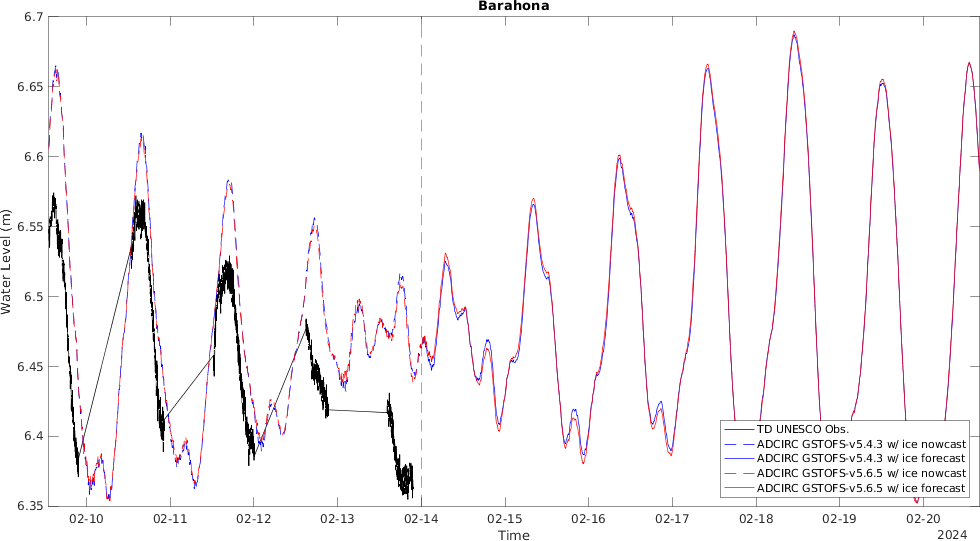 Barahona
Water Level (m)
6.7
6.65
6.6
6.55
6.5
6.45
6.4
6.35
TD UNESCO Obs.
ADCIRC GSTOFS-v5.4.3 w/ ice nowcast
ADCIRC GSTOFS-v5.4.3 w/ ice forecast
ADCIRC GSTOFS-v5.6.5 w/ ice nowcast
ADCIRC GSTOFS-v5.6.5 w/ ice forecast
02-10 02-11 02-12 02-13 02-14 02-15 02-16 02-17 02-18 02-19 02-20
Time
2024